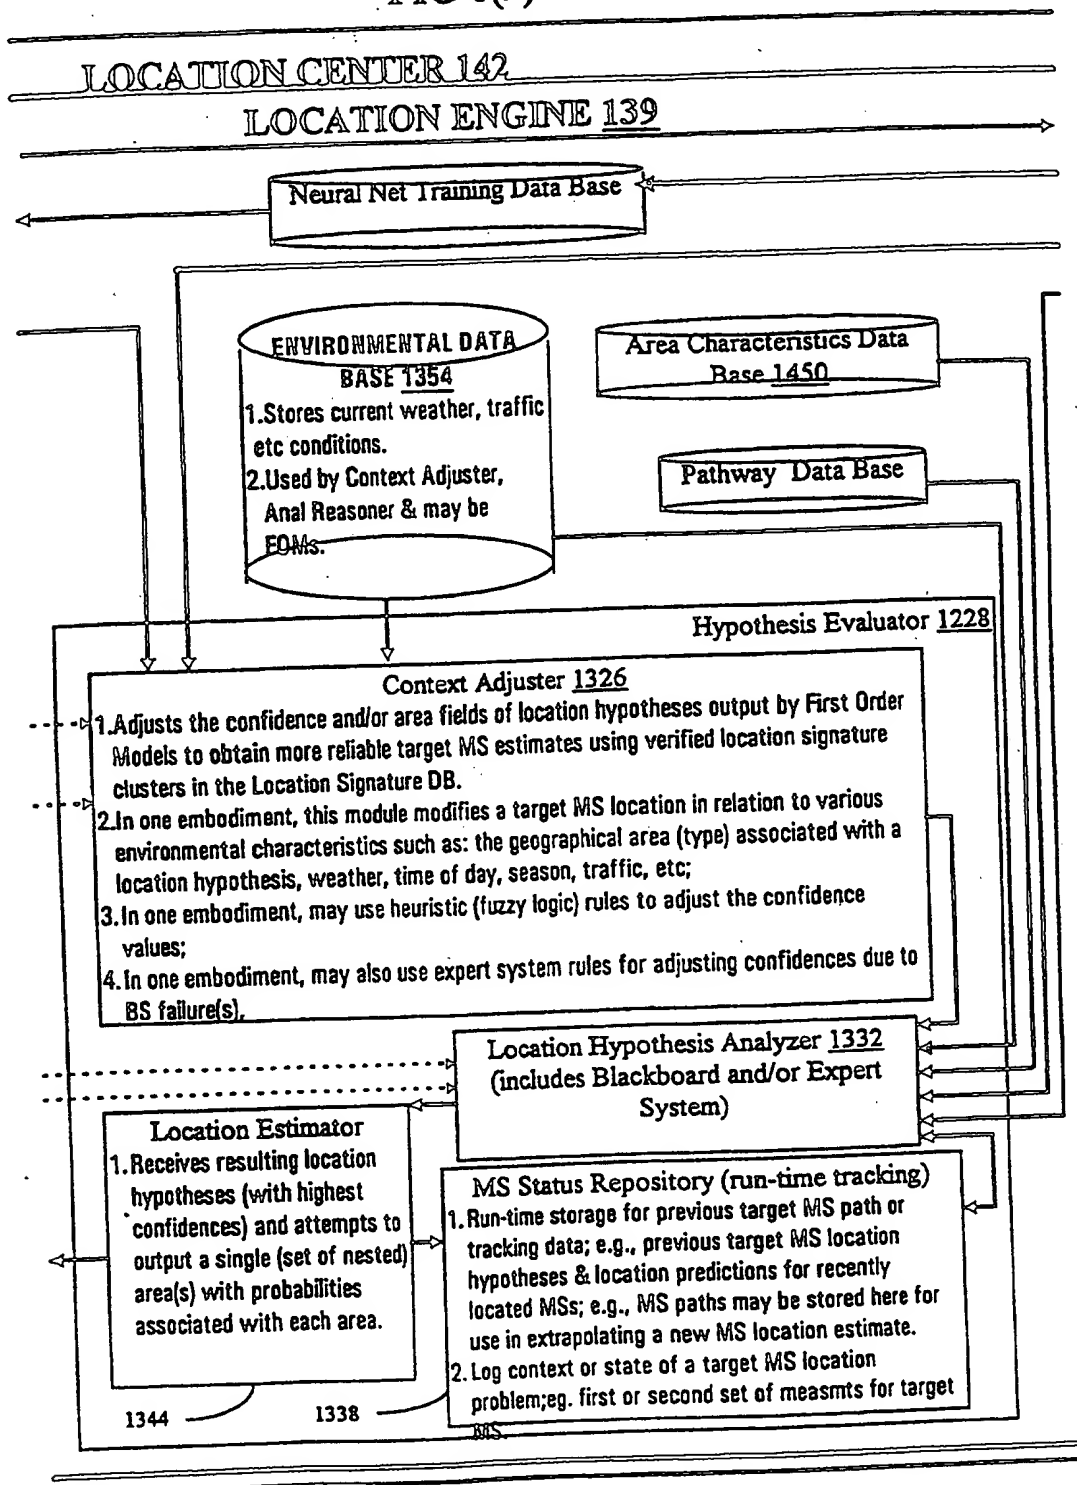 LOCATION CENTER 142
LOCATION ENGINE 139
Neural Net Training Data Base
ENVIRONMENTAL DATA
BASE 1354
1.Stores current weather, traffic
etc conditions.
2.Used by Context Adjuster,
Anal Reasoner & may be
FOMs.
Area Characteristics Data
Base 1450
Pathway Data Base
Hypothesis Evaluator 1228
Context Adjuster 1326
1.Adjusts the confidence and/or area fields of location hypotheses output by First Order
Models to obtain more reliable target MS estimates using verified location signature
clusters in the Location Signature DB.
2.In one embodiment, this module modifies a target MS location in relation to various
environmental characteristics such as: the geographical area (type) associated with a
location hypothesis, weather, time of day, season, traffic, etc;
3.In one embodiment, may use heuristic (fuzzy logic) rules to adjust the confidence
values;
4.In one embodiment, may also use expert system rules for adjusting confidences due to
BS failure(s),
Location Hypothesis Analyzer 1332
(includes Blackboard and/or Expert
System)
Location Estimator
1.Receives resulting location
hypotheses (with highest
confidences) and attempts to
output a single (set of nested)
area(s) with probabilities
associated with each area.
MS Status Repository (run-time tracking)
1.Run-time storage for previous target MS path or
tracking data; e.g., previous target MS location
hypotheses & location predictions for recently
located MSs; e.g., MS paths may be stored here for
use in extrapolating a new MS location estimate.
2.Log context or state of a target MS location
problem;eg. first or second set of measmts for target
MS.
1344
1338